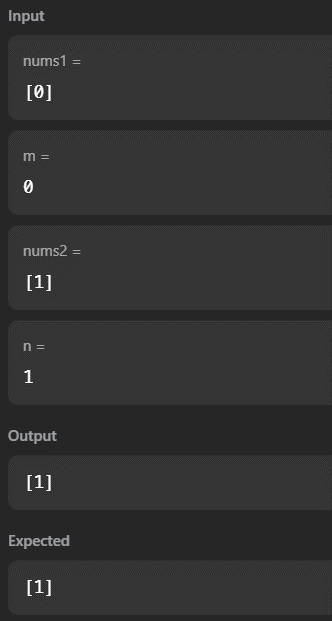 Input
nums1 =
[0]
m =
0
nums2 =
[1]
n =
1
Output
[1]
Expected
[1]